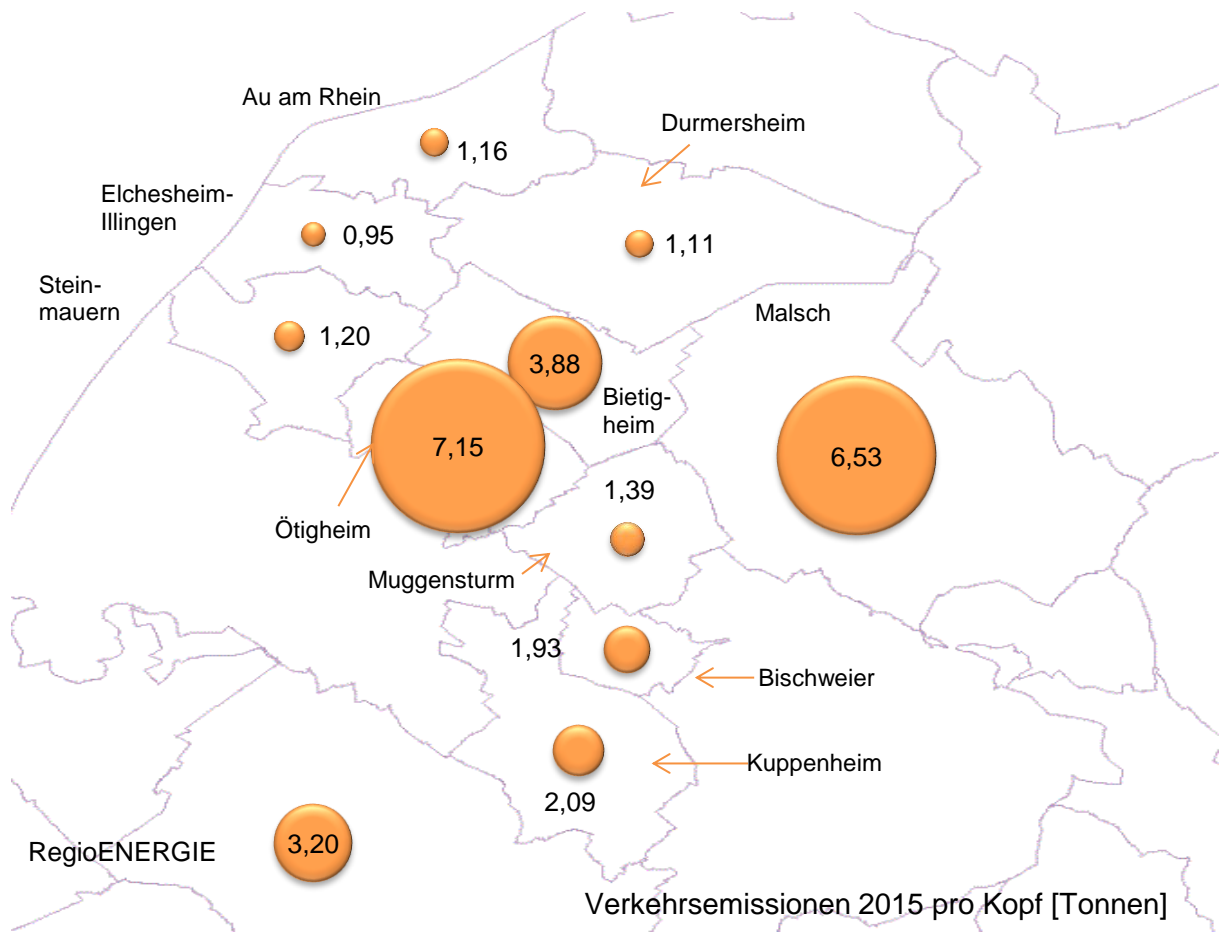 Au am Rhein
1,16
Durmersheim
1,11
Elchesheim-
Illingen
0,95
Stein-
mauern
1,20
Malsch
6,53
3,88
Bietig-
heim
7,15
Ötigheim
1,39
Muggensturm
1,93
Bischweier
Kuppenheim
2,09
3,20
RegioENERGIE
Verkehrsemissionen 2015 pro Kopf [Tonnen]